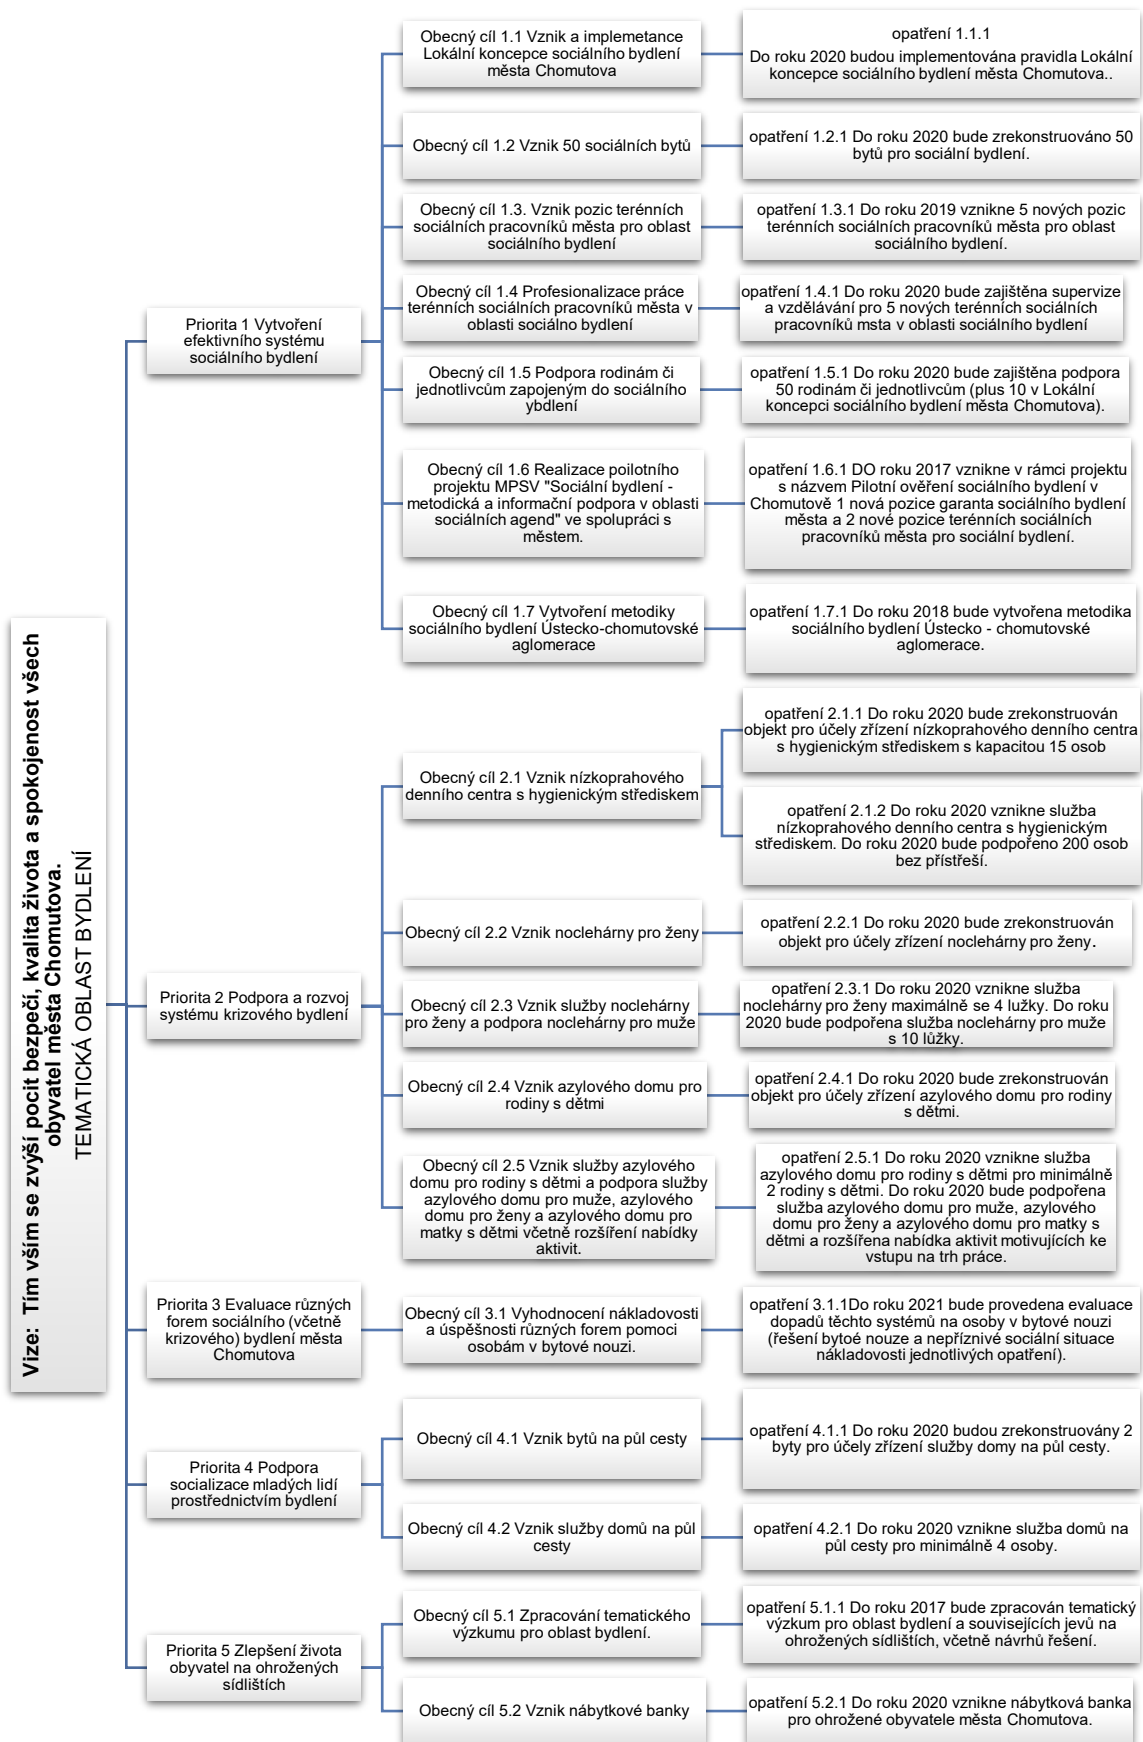 Vize: Tím vším se zvýší pocit bezpečí, kvalita života a spokojenost všech
obyvatel města Chomutova.
TEMATICKÁ OBLAST BYDLENÍ
Priorita 1 Vytvoření
efektivního systému
sociálního bydlení
Obecný cíl 1.1 Vznik a implemetance
Lokální koncepce sociálního bydlení
města Chomutova
opatření 1.1.1
Do roku 2020 budou implementována pravidla Lokální
koncepce sociálního bydlení města Chomutova..
Obecný cíl 1.2 Vznik 50 sociálních bytů
opatření 1.2.1 Do roku 2020 bude zrekonstruováno 50
bytů pro sociální bydlení.
Obecný cíl 1.3. Vznik pozic terénních
sociálních pracovníků města pro oblast
sociálního bydlení
opatření 1.3.1 Do roku 2019 vznikne 5 nových pozic
terénních sociálních pracovníků města pro oblast
sociálního bydlení.
Obecný cíl 1.4 Profesionalizace práce
terénních sociálních pracovníků města v
oblasti sociálno bydlení
opatření 1.4.1 Do roku 2020 bude zajištěna supervize
a vzdělávání pro 5 nových terénních sociálních
pracovníků msta v oblasti sociálního bydlení
Obecný cíl 1.5 Podpora rodinám či
jednotlivcům zapojeným do sociálního
ybdlení
opatření 1.5.1 Do roku 2020 bude zajištěna podpora
50 rodinám či jednotlivcům (plus 10 v Lokální
koncepci sociálního bydlení města Chomutova).
Obecný cíl 1.6 Realizace poilotního
projektu MPSV "Sociální bydlení -
metodická a informační podpora v oblasti
sociálních agend" ve spolupráci s
městem.
opatření 1.6.1 DO roku 2017 vznikne v rámci projektu
s názvem Pilotní ověření sociálního bydlení v
Chomutově 1 nová pozice garanta sociálního bydlení
města a 2 nové pozice terénních sociálních
pracovníků města pro sociální bydlení.
Obecný cíl 1.7 Vytvoření metodiky
sociálního bydlení Ústecko-chomutovské
aglomerace
opatření 1.7.1 Do roku 2018 bude vytvořena metodika
sociálního bydlení Ústecko - chomutovské
aglomerace.
Priorita 2 Podpora a rozvoj
systému krizového bydlení
Obecný cíl 2.1 Vznik nízkoprahového
denního centra s hygienickým střediskem
opatření 2.1.1 Do roku 2020 bude zrekonstruován
objekt pro účely zřízení nízkoprahového denního centra
s hygienickým střediskem s kapacitou 15 osob
opatření 2.1.2 Do roku 2020 vznikne služba
nízkoprahového denního centra s hygienickým
střediskem. Do roku 2020 bude podpořeno 200 osob
bez přístřeší.
Obecný cíl 2.2 Vznik noclehárny pro ženy
opatření 2.2.1 Do roku 2020 bude zrekonstruován
objekt pro účely zřízení noclehárny pro ženy.
Obecný cíl 2.3 Vznik služby noclehárny
pro ženy a podpora noclehárny pro muže
opatření 2.3.1 Do roku 2020 vznikne služba
noclehárny pro ženy maximálně se 4 lužky. Do roku
2020 bude podpořena služba noclehárny pro muže
s 10 lůžky.
Obecný cíl 2.4 Vznik azylového domu pro
rodiny s dětmi
opatření 2.4.1 Do roku 2020 bude zrekonstruován
objekt pro účely zřízení azylového domu pro rodiny
s dětmi.
Obecný cíl 2.5 Vznik služby azylového
domu pro rodiny s dětmi a podpora služby
azylového domu pro muže, azylového
domu pro ženy a azylového domu pro
matky s dětmi včetně rozšíření nabídky
aktivit.
opatření 2.5.1 Do roku 2020 vznikne služba
azylového domu pro rodiny s dětmi pro minimálně
2 rodiny s dětmi. Do roku 2020 bude podpořena
služba azylového domu pro muže, azylového
domu pro ženy a azylového domu pro matky s
dětmi a rozšířena nabídka aktivit motivujících ke
vstupu na trh práce.
Priorita 3 Evaluace různých
forem sociálního (včetně
krizového) bydlení města
Chomutova
Obecný cíl 3.1 Vyhodnocení nákladovosti
a úspěšnosti různých forem pomoci
osobám v bytové nouzi.
opatření 3.1.1Do roku 2021 bude provedena evaluace
dopadů těchto systémů na osoby v bytové nouzi
(řešení bytoé nouze a nepříznivé sociální situace
nákladovosti jednotlivých opatření).
Priorita 4 Podpora
socializace mladých lidí
prostřednictvím bydlení
Obecný cíl 4.1 Vznik bytů na půl cesty
opatření 4.1.1 Do roku 2020 budou zrekonstruovány 2
byty pro účely zřízení služby domy na půl cesty.
Obecný cíl 4.2 Vznik služby domů na půl
cesty
opatření 4.2.1 Do roku 2020 vznikne služba domů na
půl cesty pro minimálně 4 osoby.
Priorita 5 Zlepšení života
obyvatel na ohrožených
sídlištích
Obecný cíl 5.1 Zpracování tematického
výzkumu pro oblast bydlení.
opatření 5.1.1 Do roku 2017 bude zpracován tematický
výzkum pro oblast bydlení a souvisejících jevů na
ohrožených sídlištích, včetně návrhů řešení.
Obecný cíl 5.2 Vznik nábytkové banky
opatření 5.2.1 Do roku 2020 vznikne nábytková banka
pro ohrožené obyvatele města Chomutova.